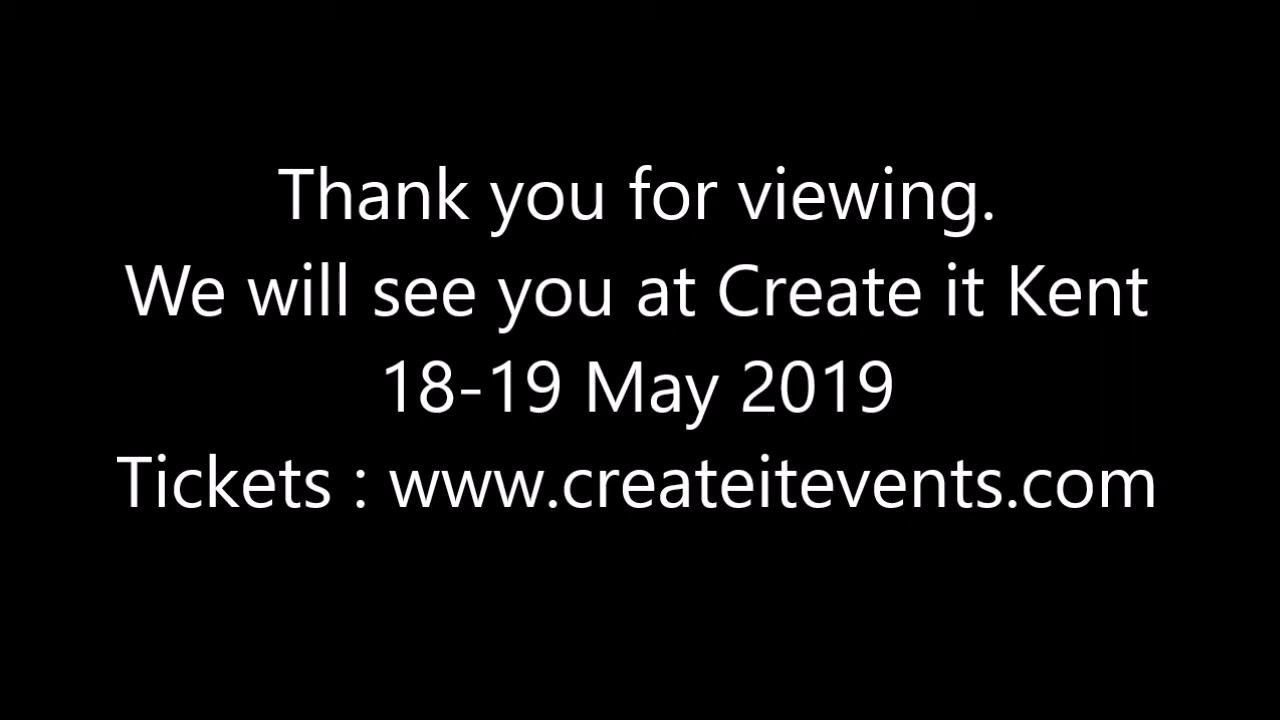 Thank you for viewing.
We will see you at Create it Kent
18-19 May 2019
Tickets : www.createitevents.com